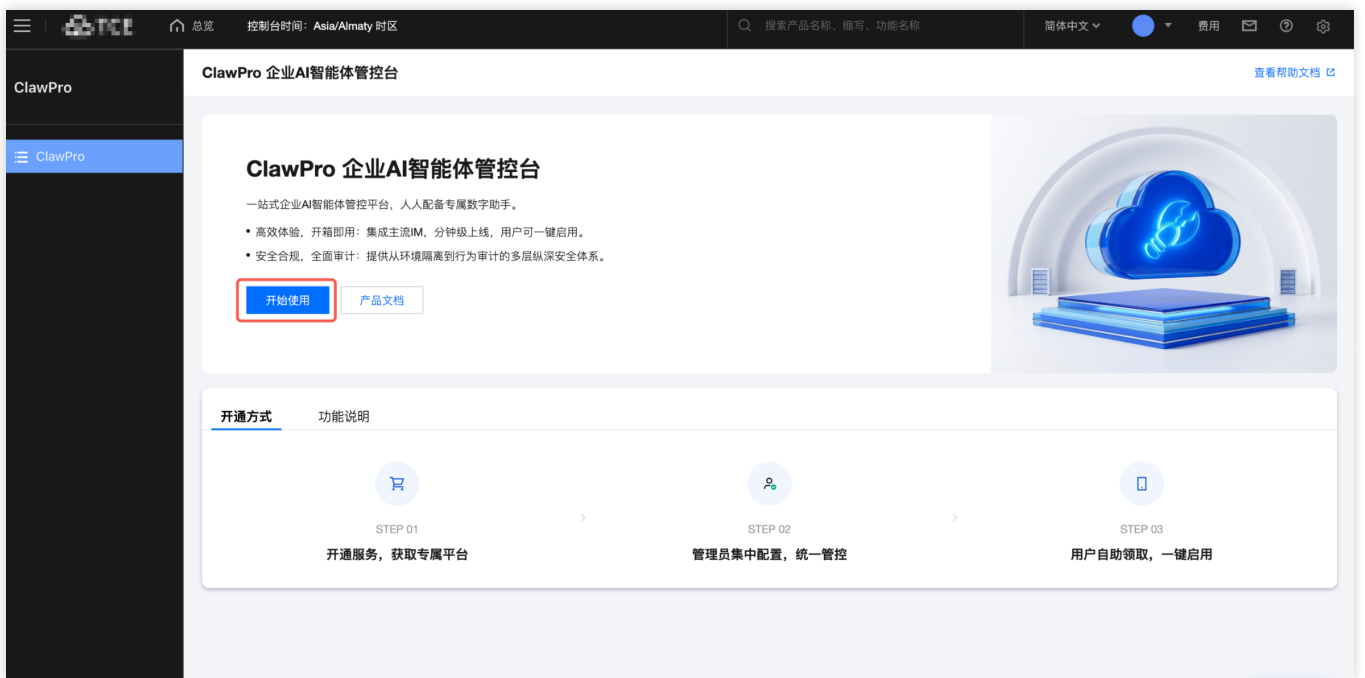 总览
控制台时间：Asia/Almaty 时区
搜索产品名称、缩写、功能名称
简体中文
费用
ClawPro
ClawPro
ClawPro 企业AI智能体管控台
查看帮助文档
ClawPro 企业AI智能体管控台
一站式企业AI智能体管控平台，人人配备专属数字助手。
• 高效体验，开箱即用：集成主流IM，分钟级上线，用户可一键启用。
• 安全合规，全面审计：提供从环境隔离到行为审计的多层纵深安全体系。
开始使用
产品文档
开通方式
功能说明
STEP 01
开通服务，获取专属平台
STEP 02
管理员集中配置，统一管控
STEP 03
用户自助领取，一键启用